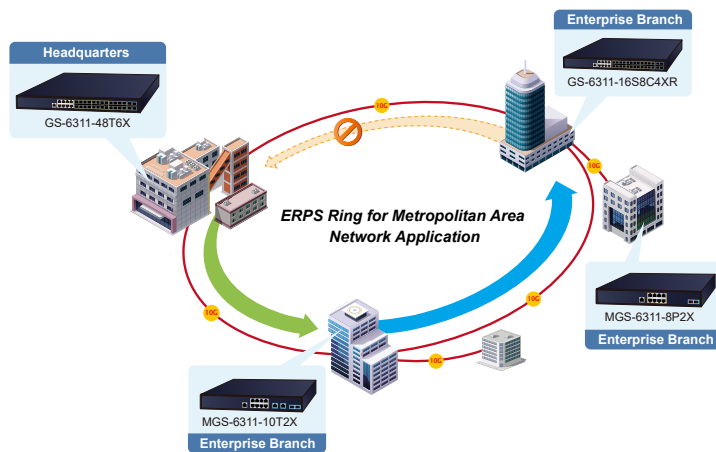 Enterprise Branch
GS-6311-16S8C4XR
Headquarters
GS-6311-48T6X
10G
10G
10G
ERPS Ring for Metropolitan Area
Network Application
MGS-6311-8P2X
Enterprise Branch
10G
10G
10G
MGS-6311-10T2X
Enterprise Branch